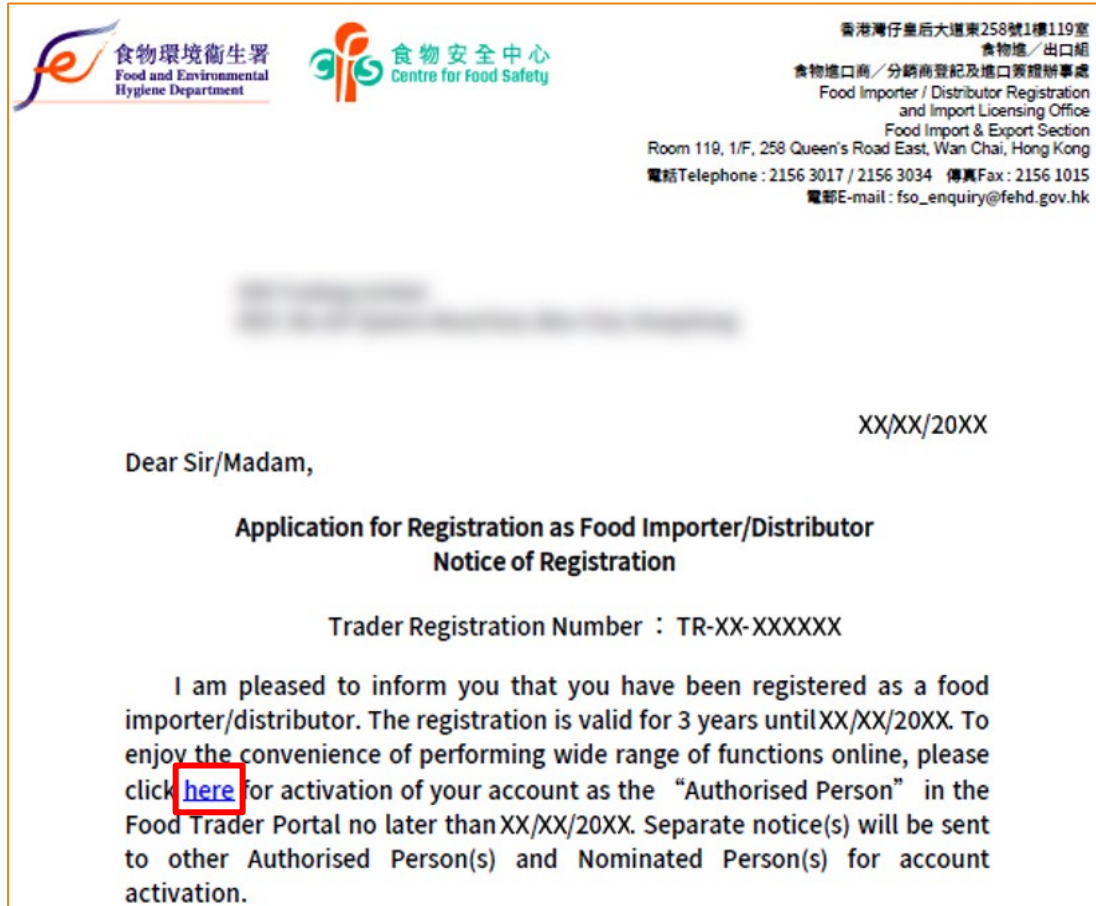 食物環境衞生署
Food and Environmental
Hygiene Department
食物安全中心
Centre for Food Safety
香港灣仔皇后大道東258號1樓119室
食物進／出口組
食物進口商／分銷商登記及進口簽證辦事處
Food Importer / Distributor Registration
and Import Licensing Office
Food Import & Export Section
Room 119, 1/F, 258 Queen's Road East, Wan Chai, Hong Kong
電話Telephone : 2156 3017 / 2156 3034 傳真Fax : 2156 1015
電郵E-mail : fso_enquiry@fehd.gov.hk
XX/XX/20XX
Dear Sir/Madam,
Application for Registration as Food Importer/Distributor
Notice of Registration
Trader Registration Number : TR-XX-XXXXXX
I am pleased to inform you that you have been registered as a food
importer/distributor. The registration is valid for 3 years until XX/XX/20XX. To
enjoy the convenience of performing wide range of functions online, please
click here for activation of your account as the “Authorised Person” in the
Food Trader Portal no later than XX/XX/20XX. Separate notice(s) will be sent
to other Authorised Person(s) and Nominated Person(s) for account
activation.